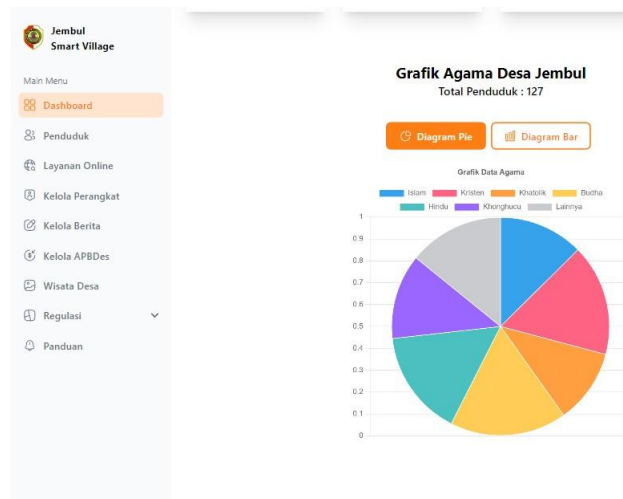 Jembul
Smart Village
Main Menu
Dashboard
Penduduk
Layanan Online
Kelola Perangkat
Kelola Berita
Kelola APBDes
Wisata Desa
Regulasi
Panduan
Grafik Agama Desa Jembul
Total Penduduk : 127
Diagram Pie Diagram Bar
Grafik Data Agama
Islam Kristen Khatolik Budha
Hindu Khonghucu Lainnya
1
0.9
0.8
0.7
0.6
0.5
0.4
0.3
0.2
0.1
0